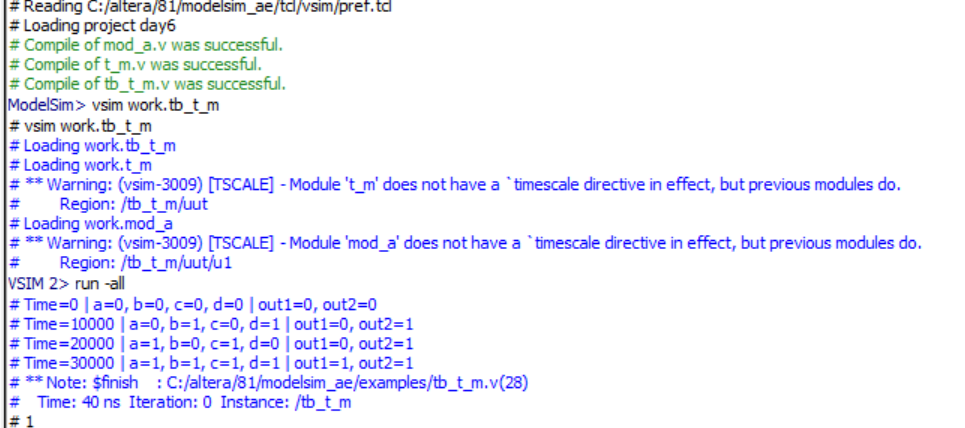 # Reading C:/altera/81/modelsim_ae/tcl/vsim/pref.tcl
# Loading project day6
# Compile of mod_a.v was successful.
# Compile of t_m.v was successful.
# Compile of tb_t_m.v was successful.
ModelSim> vsim work.tb_t_m
# vsim work.tb_t_m
# Loading work.tb_t_m
# Loading work.t_m
# ** Warning: (vsim-3009) [TSCALE] - Module 't_m' does not have a `timescale directive in effect, but previous modules do.
#         Region: /tb_t_m/uut
# Loading work.mod_a
# ** Warning: (vsim-3009) [TSCALE] - Module 'mod_a' does not have a `timescale directive in effect, but previous modules do.
#         Region: /tb_t_m/uut/u1
VSIM 2> run -all
# Time=0 | a=0, b=0, c=0, d=0 | out1=0, out2=0
# Time=10000 | a=0, b=1, c=0, d=1 | out1=0, out2=1
# Time=20000 | a=1, b=0, c=1, d=0 | out1=0, out2=1
# Time=30000 | a=1, b=1, c=1, d=1 | out1=1, out2=1
# ** Note: $finish    : C:/altera/81/modelsim_ae/examples/tb_t_m.v(28)
#    Time: 40 ns  Iteration: 0  Instance: /tb_t_m
# 1